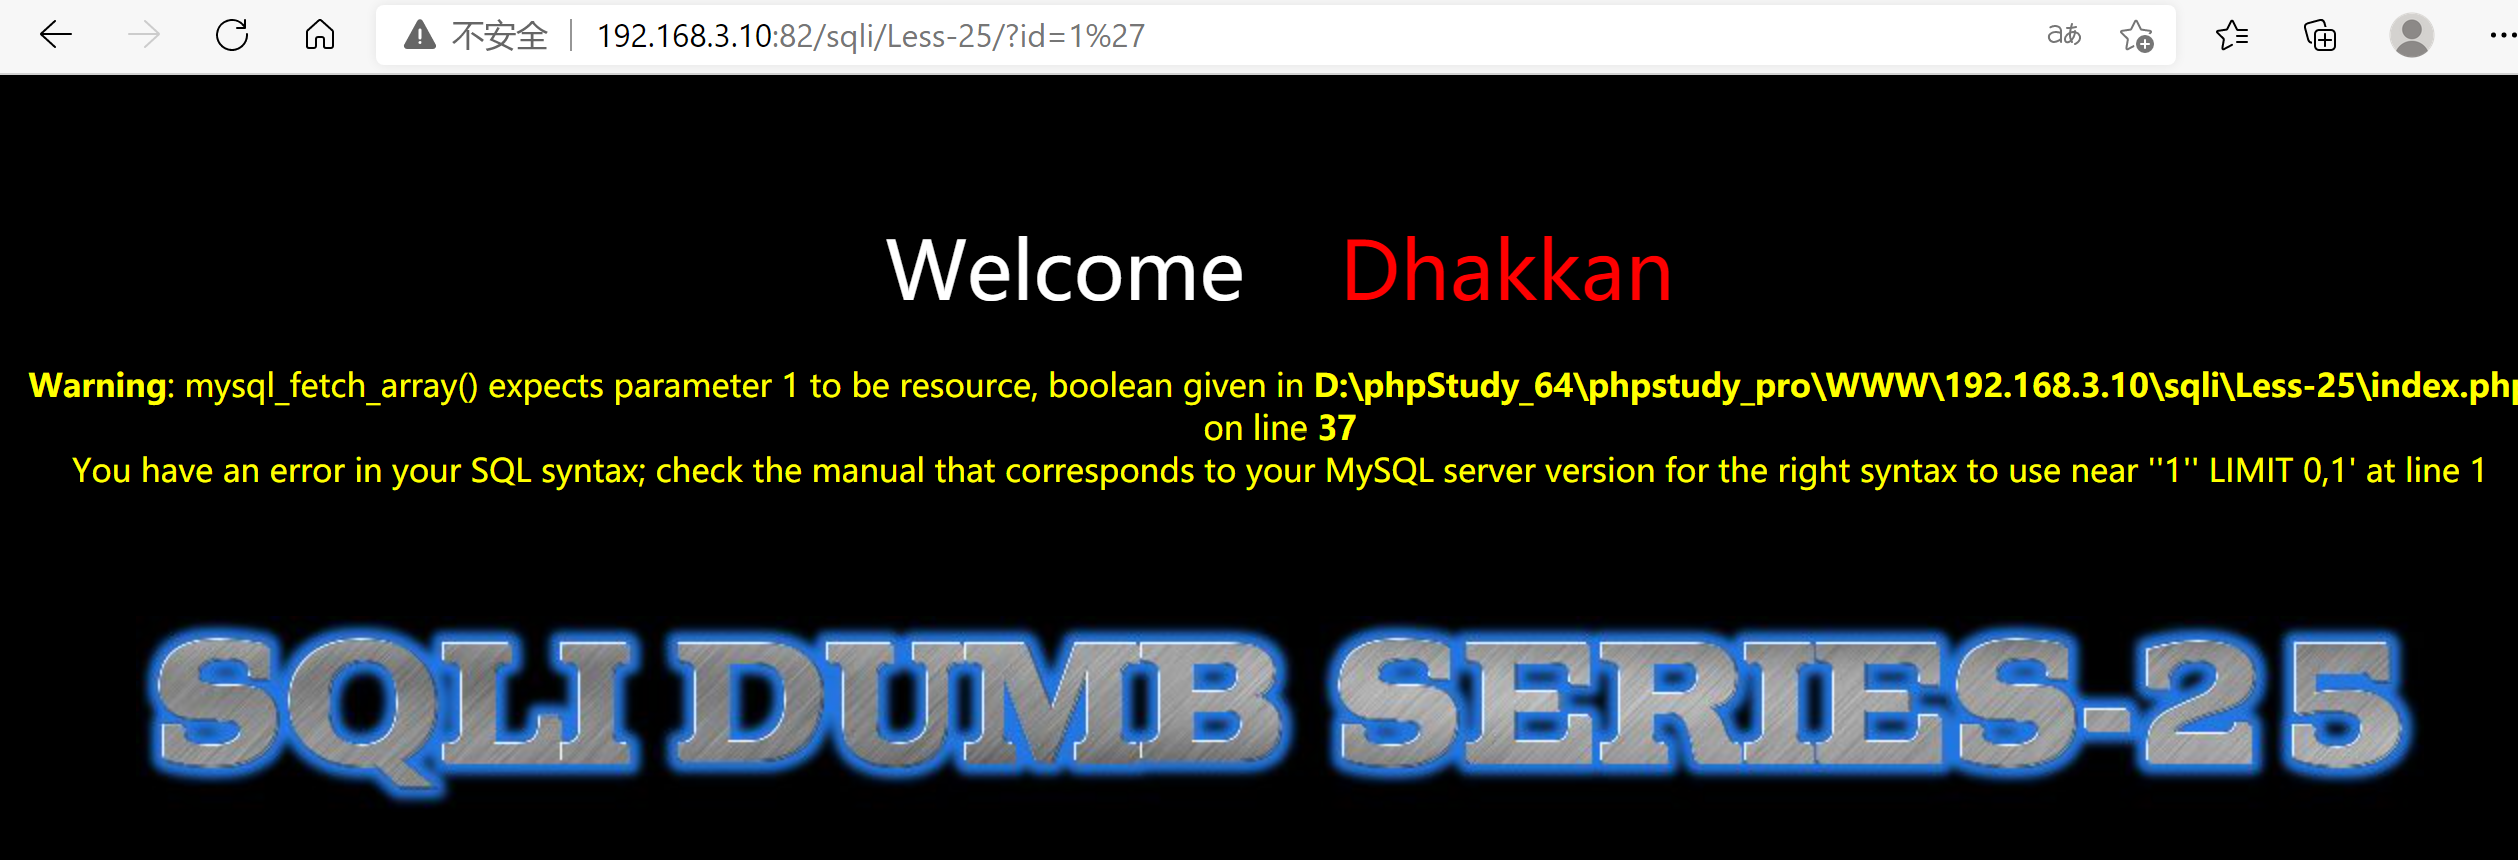 不安全 192.168.3.10:82/sqli/Less-25/?id=1%27 aあ
Welcome Dhakkan
Warning: mysql_fetch_array() expects parameter 1 to be resource, boolean given in D:\phpStudy_64\phpstudy_pro\WWW\192.168.3.10\sqli\Less-25\index.php
on line 37
You have an error in your SQL syntax; check the manual that corresponds to your MySQL server version for the right syntax to use near ''1'' LIMIT 0,1' at line 1
SQLI DUMB SERIES-25